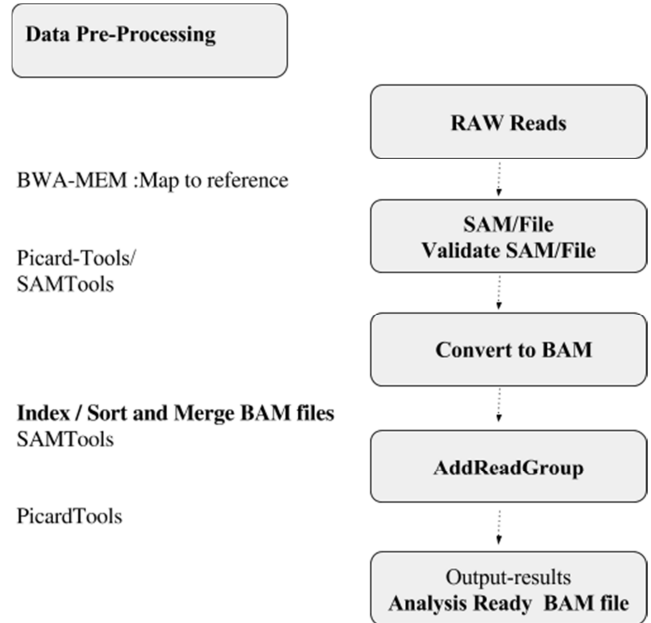 Data Pre-Processing
RAW Reads
BWA-MEM :Map to reference
SAM/File
Validate SAM/File
Picard-Tools/
SAMTools
Convert to BAM
Index / Sort and Merge BAM files
SAMTools
AddReadGroup
PicardTools
Output-results
Analysis Ready BAM file